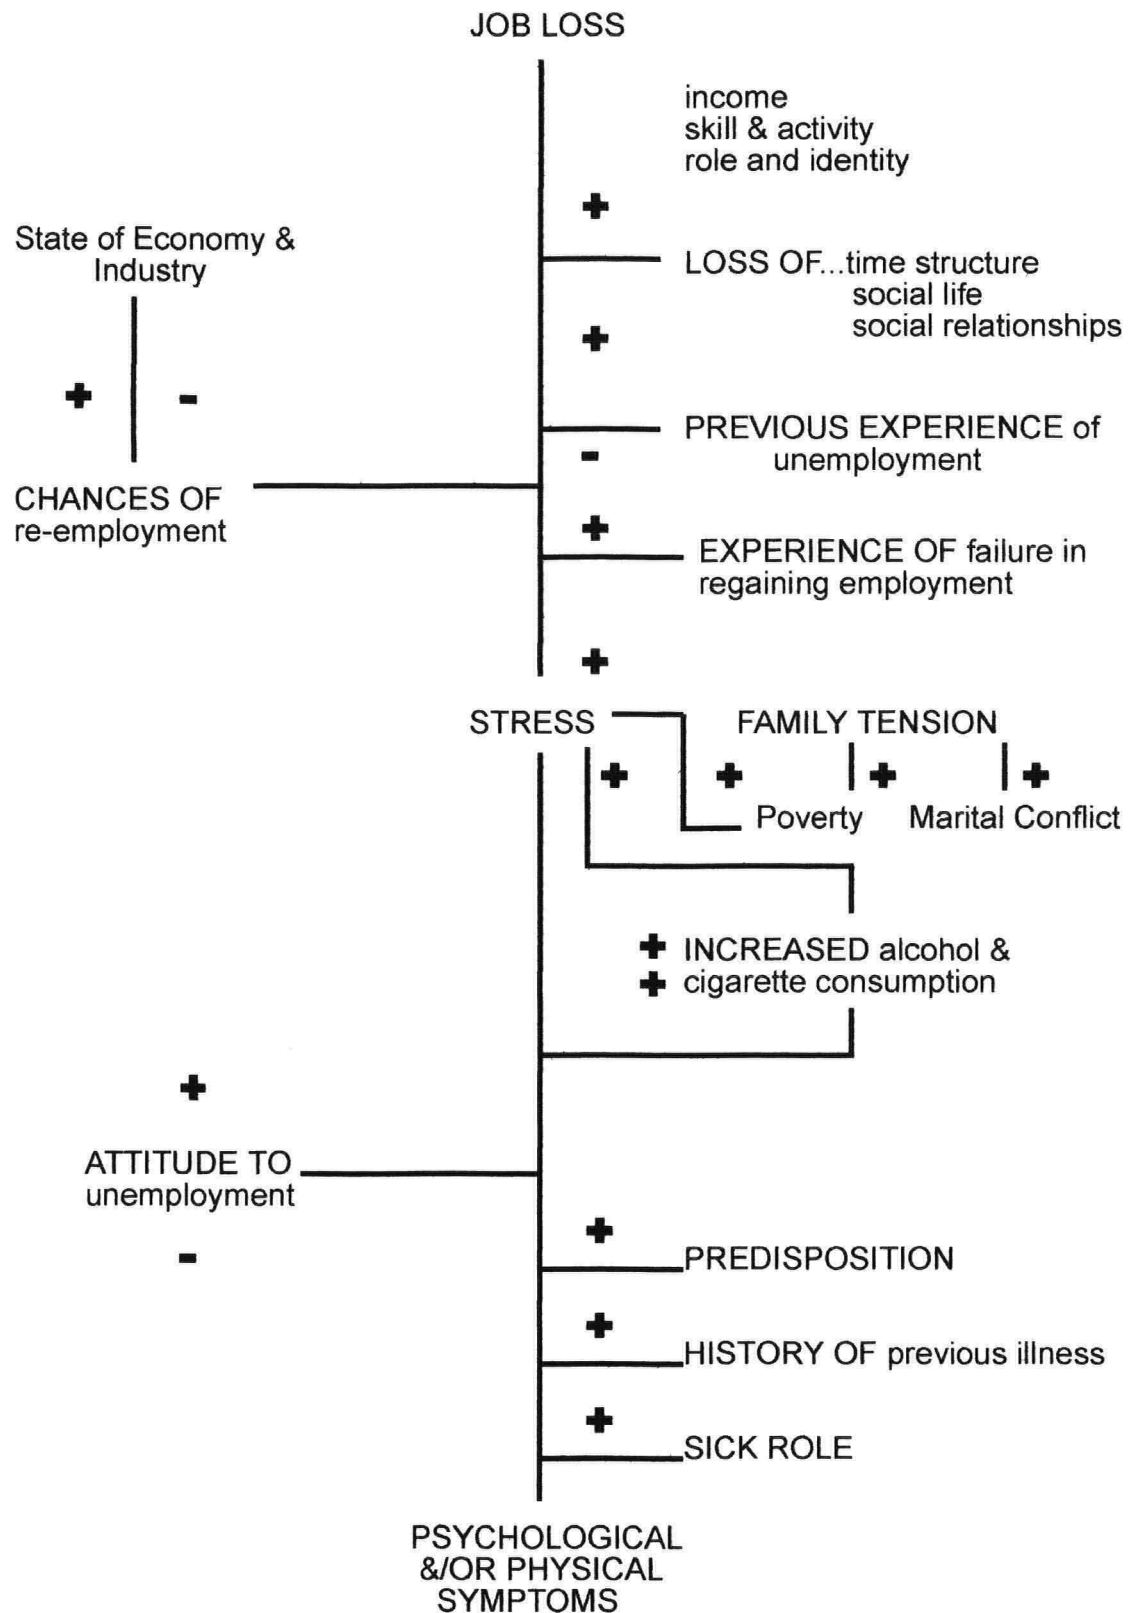 JOB LOSS
income
skill & activity
role and identity
+
State of Economy &
Industry
LOSS OF...time structure
social life
social relationships
+
+ -
PREVIOUS EXPERIENCE of
unemployment
-
CHANCES OF
re-employment
+
EXPERIENCE OF failure in
regaining employment
+
STRESS
FAMILY TENSION
+ + + +
Poverty
Marital Conflict
+ INCREASED alcohol &
+ cigarette consumption
+
ATTITUDE TO
unemployment
-
+
PREDISPOSITION
+
HISTORY OF previous illness
+
SICK ROLE
PSYCHOLOGICAL
&/OR PHYSICAL
SYMPTOMS